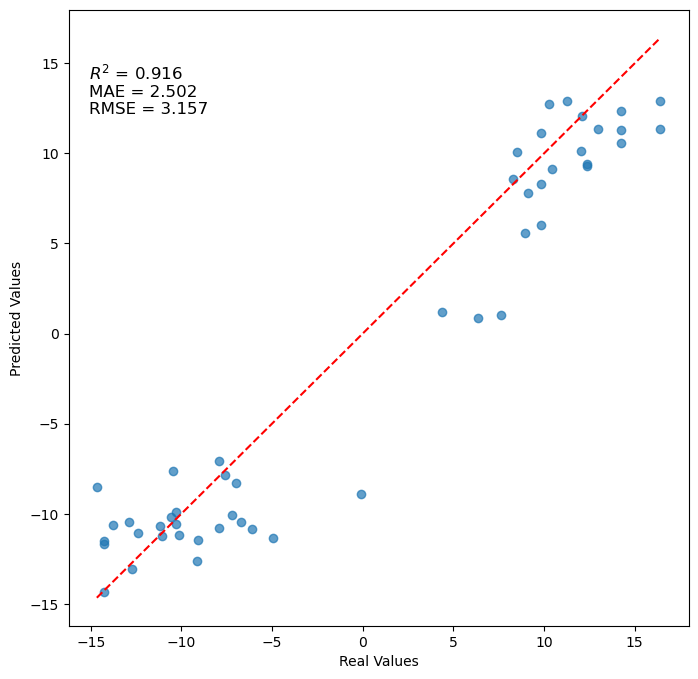 R² = 0.916
MAE = 2.502
RMSE = 3.157
Predicted Values
15
10
5
0
−5
−10
−15
−15 −10 −5 0 5 10 15
Real Values